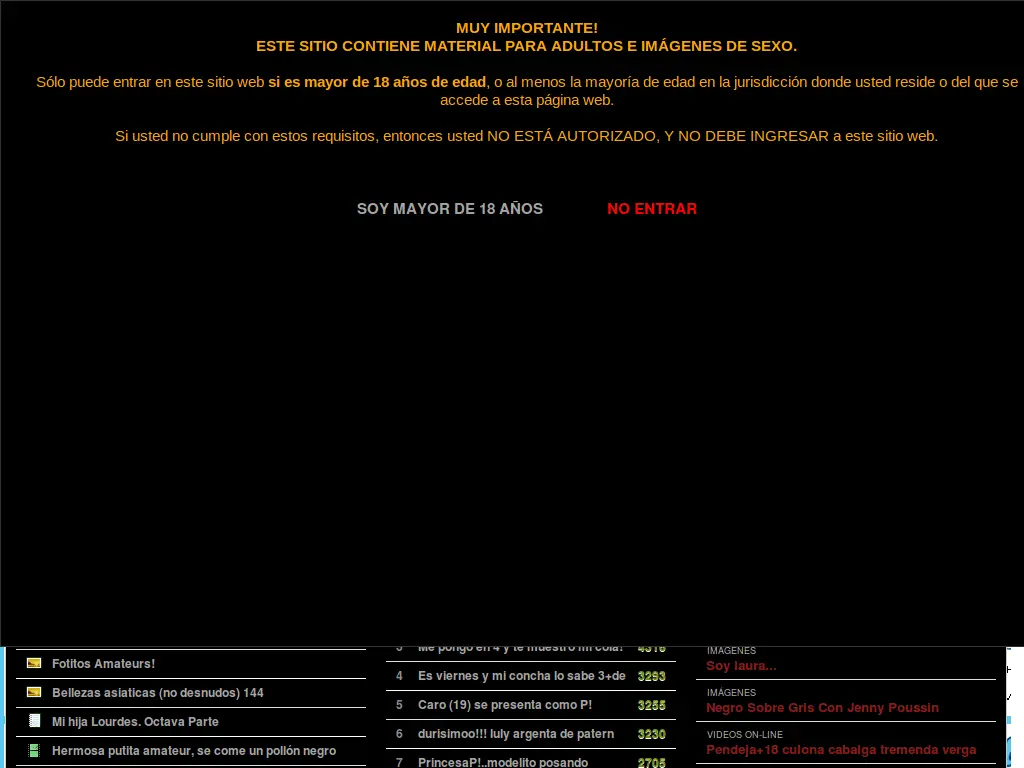 MUY IMPORTANTE!
ESTE SITIO CONTIENE MATERIAL PARA ADULTOS E IMÁGENES DE SEXO.
Sólo puede entrar en este sitio web si es mayor de 18 años de edad, o al menos la mayoría de edad en la jurisdicción donde usted reside o del que se
accede a esta página web.
Si usted no cumple con estos requisitos, entonces usted NO ESTÁ AUTORIZADO, Y NO DEBE INGRESAR a este sitio web.
SOY MAYOR DE 18 AÑOS
NO ENTRAR
Fotitos Amateurs!
Bellezas asiaticas (no desnudos) 144
Mi hija Lourdes. Octava Parte
Hermosa putita amateur, se come un pollón negro
3 Me pongo en 4 y te muestro mi cola! 4316
4 Es viernes y mi concha lo sabe 3+de 3293
5 Caro (19) se presenta como P! 3255
6 durisimoo!!! luly argenta de patern 3230
7 PrincesaP!..modelito posando 2705
IMÁGENES
Soy laura...
IMÁGENES
Negro Sobre Gris Con Jenny Poussin
VIDEOS ON-LINE
Pendeja+18 culona cabalga tremenda verga